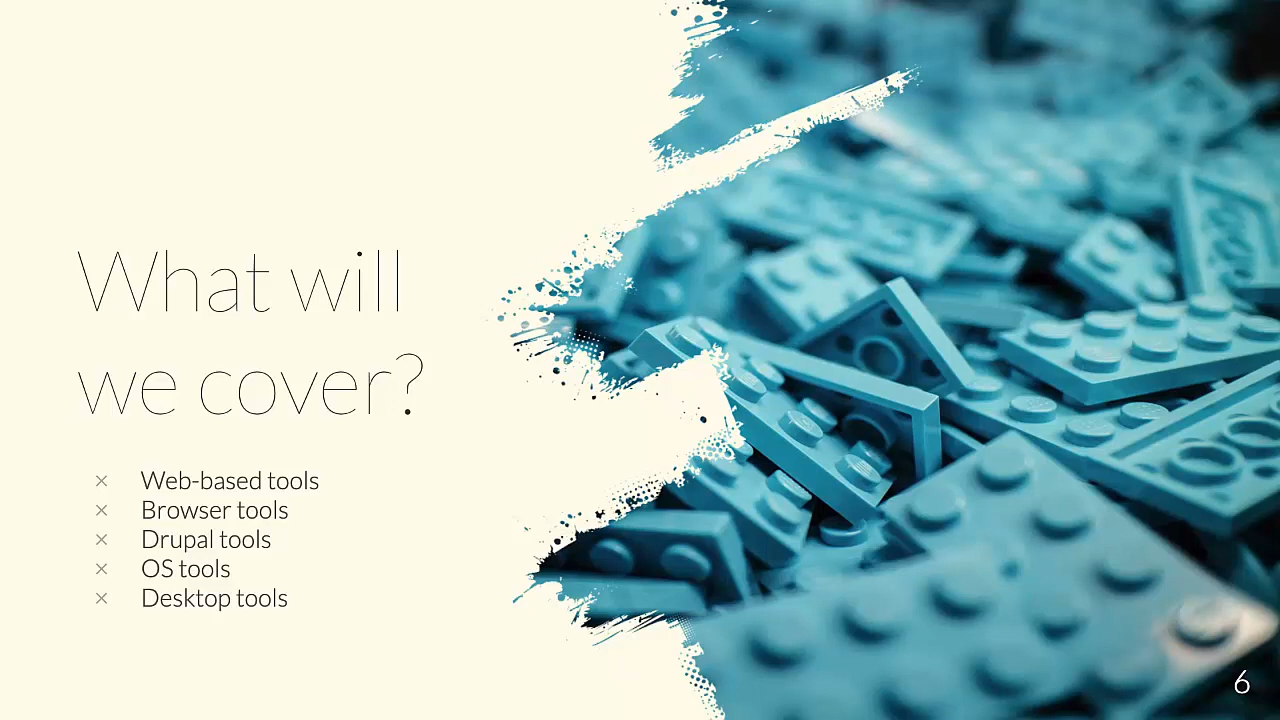 What will
we cover?
× Web-based tools
× Browser tools
× Drupal tools
× OS tools
× Desktop tools
6